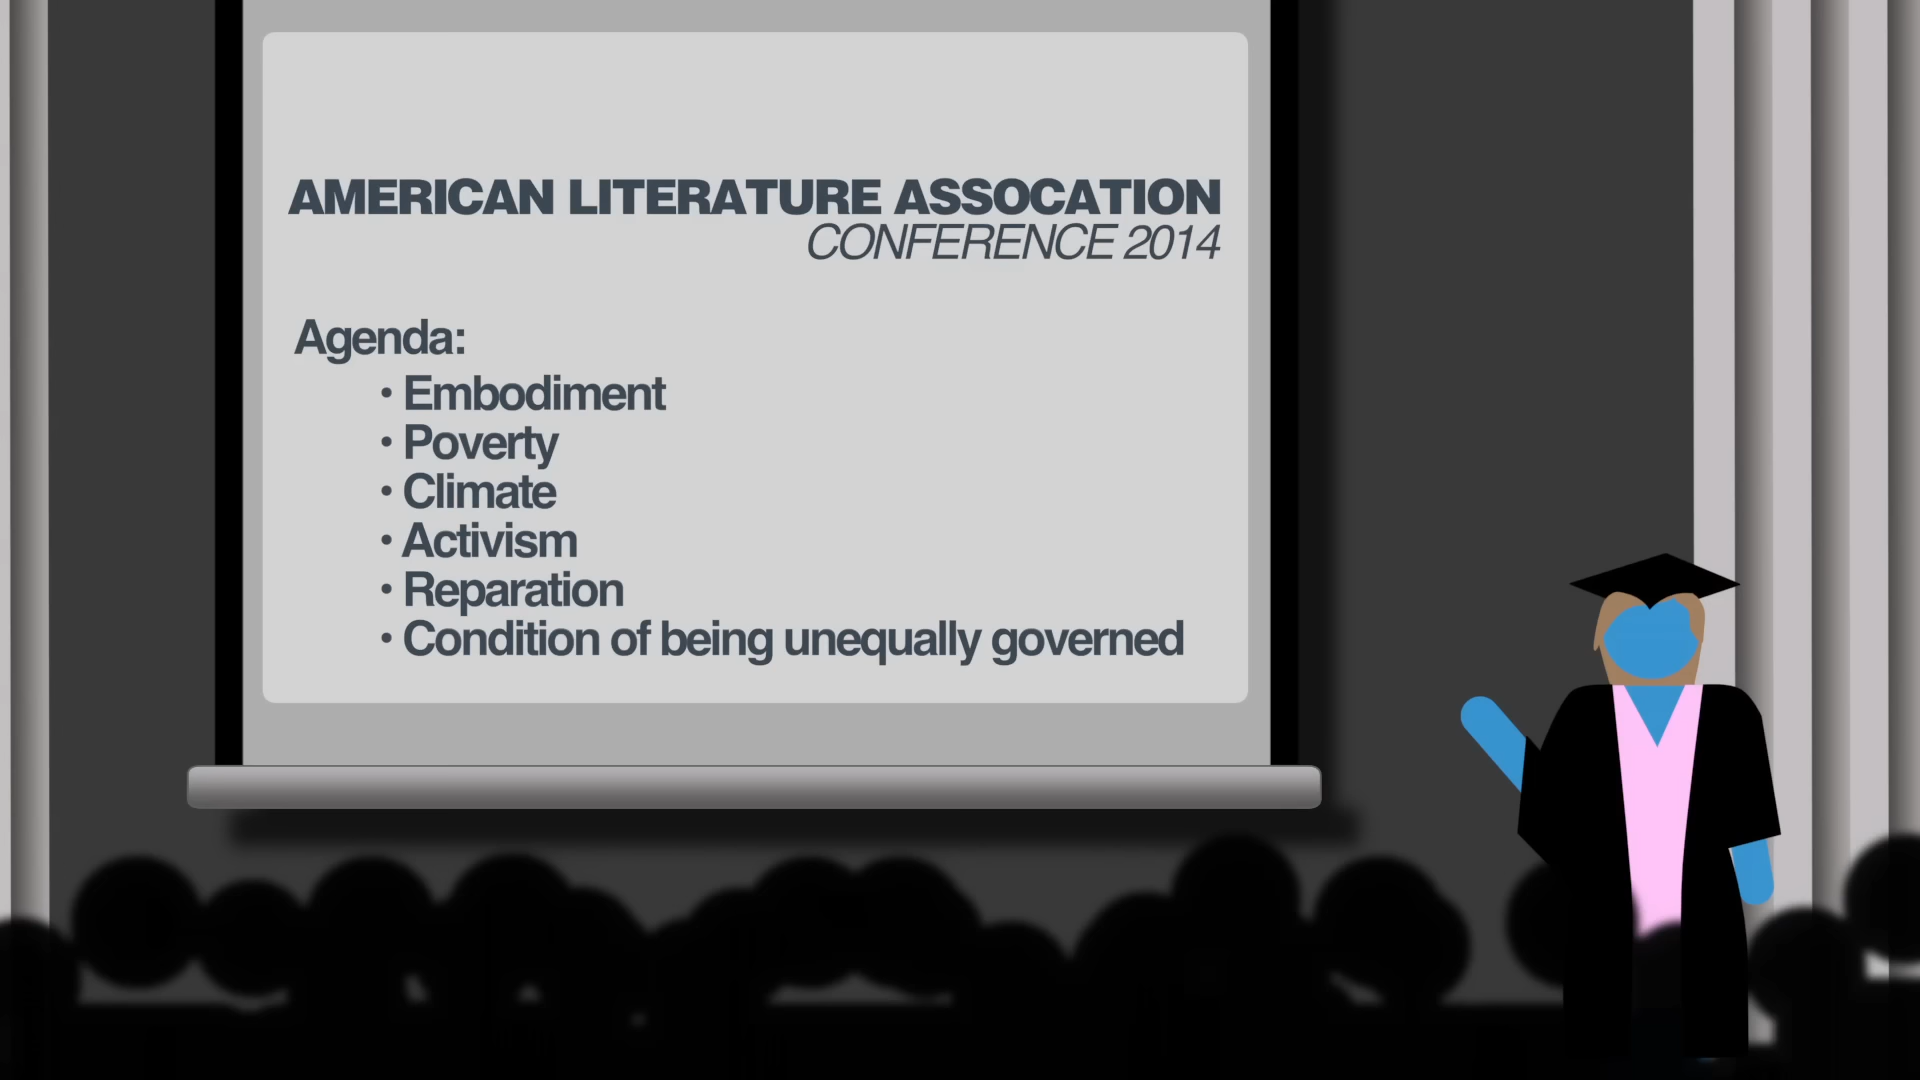 AMERICAN LITERATURE ASSOCATION
CONFERENCE 2014
Agenda:
• Embodiment
• Poverty
• Climate
• Activism
• Reparation
• Condition of being unequally governed